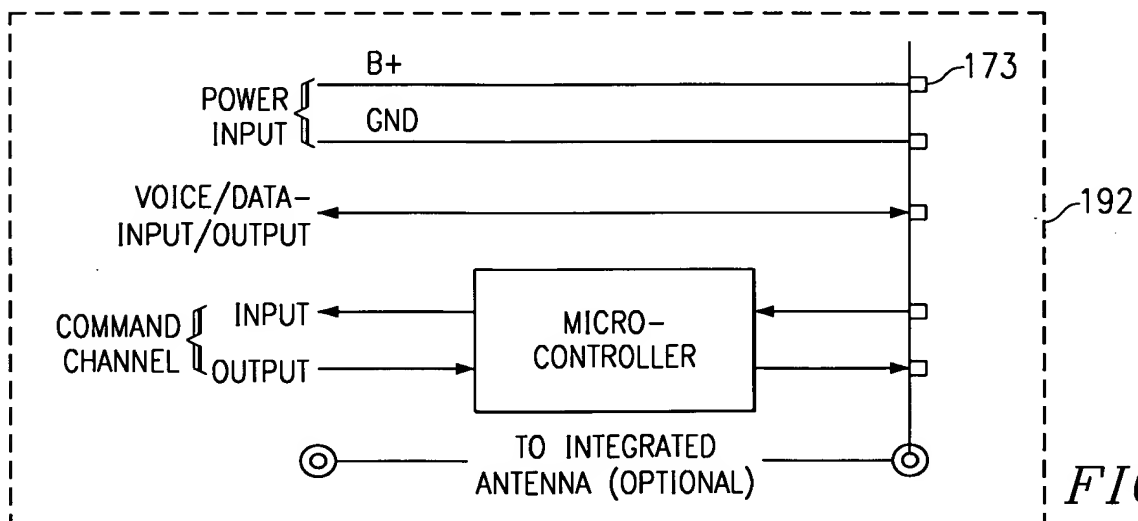 B+
173
POWER
INPUT
GND
VOICE/DATA-
INPUT/OUTPUT
192
COMMAND
CHANNEL
INPUT
OUTPUT
MICRO-
CONTROLLER
TO INTEGRATED
ANTENNA (OPTIONAL)